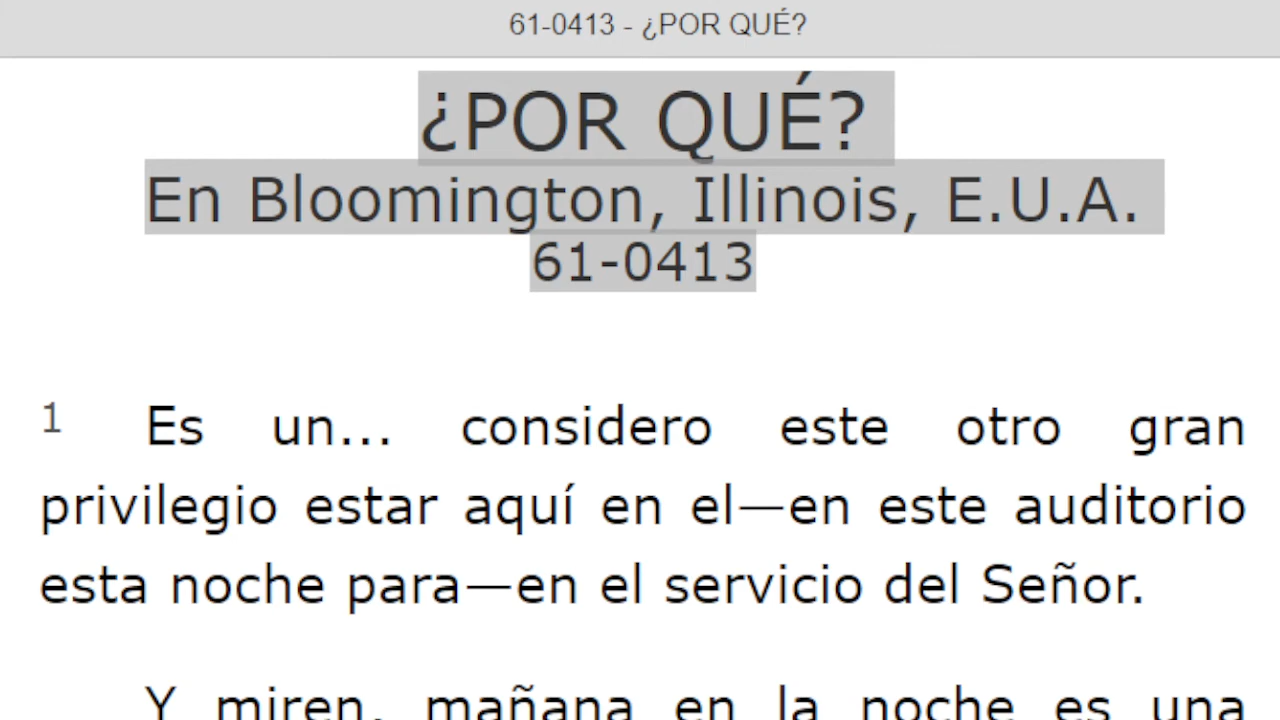 61-0413 - ¿POR QUÉ?
¿POR QUÉ?
En Bloomington, Illinois, E.U.A.
61-0413
1 Es un... considero este otro gran
privilegio estar aquí en el—en este auditorio
esta noche para—en el servicio del Señor.
Y miren, mañana en la noche es una